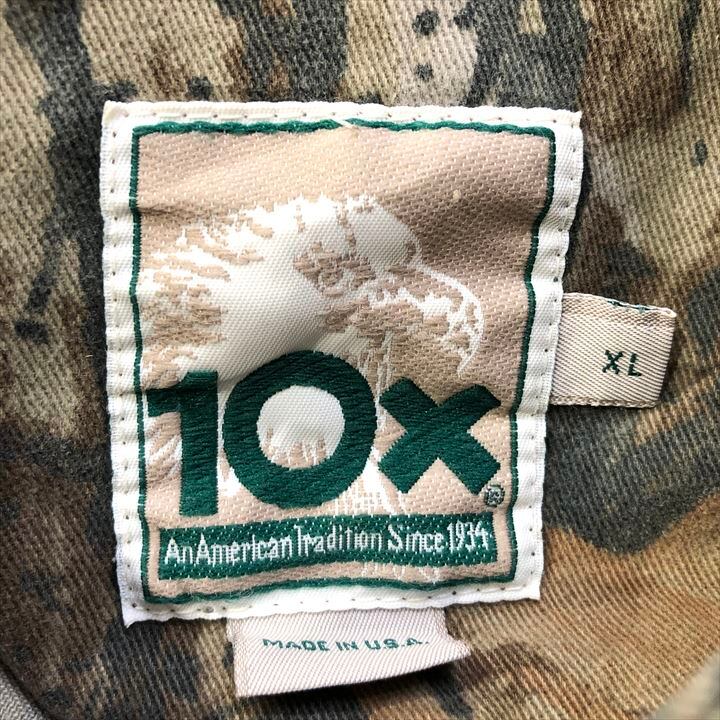 10X®
XL
An American Tradition Since 1934
MADE IN U.S.A.